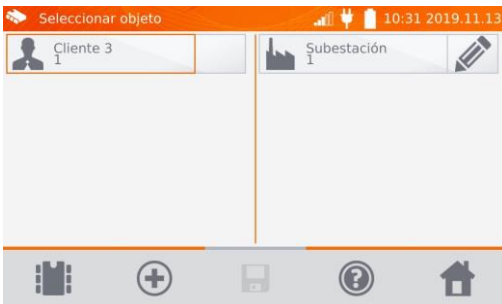 Seleccionar objeto
10:31 2019.11.13
Cliente 3
1
Subestación
1